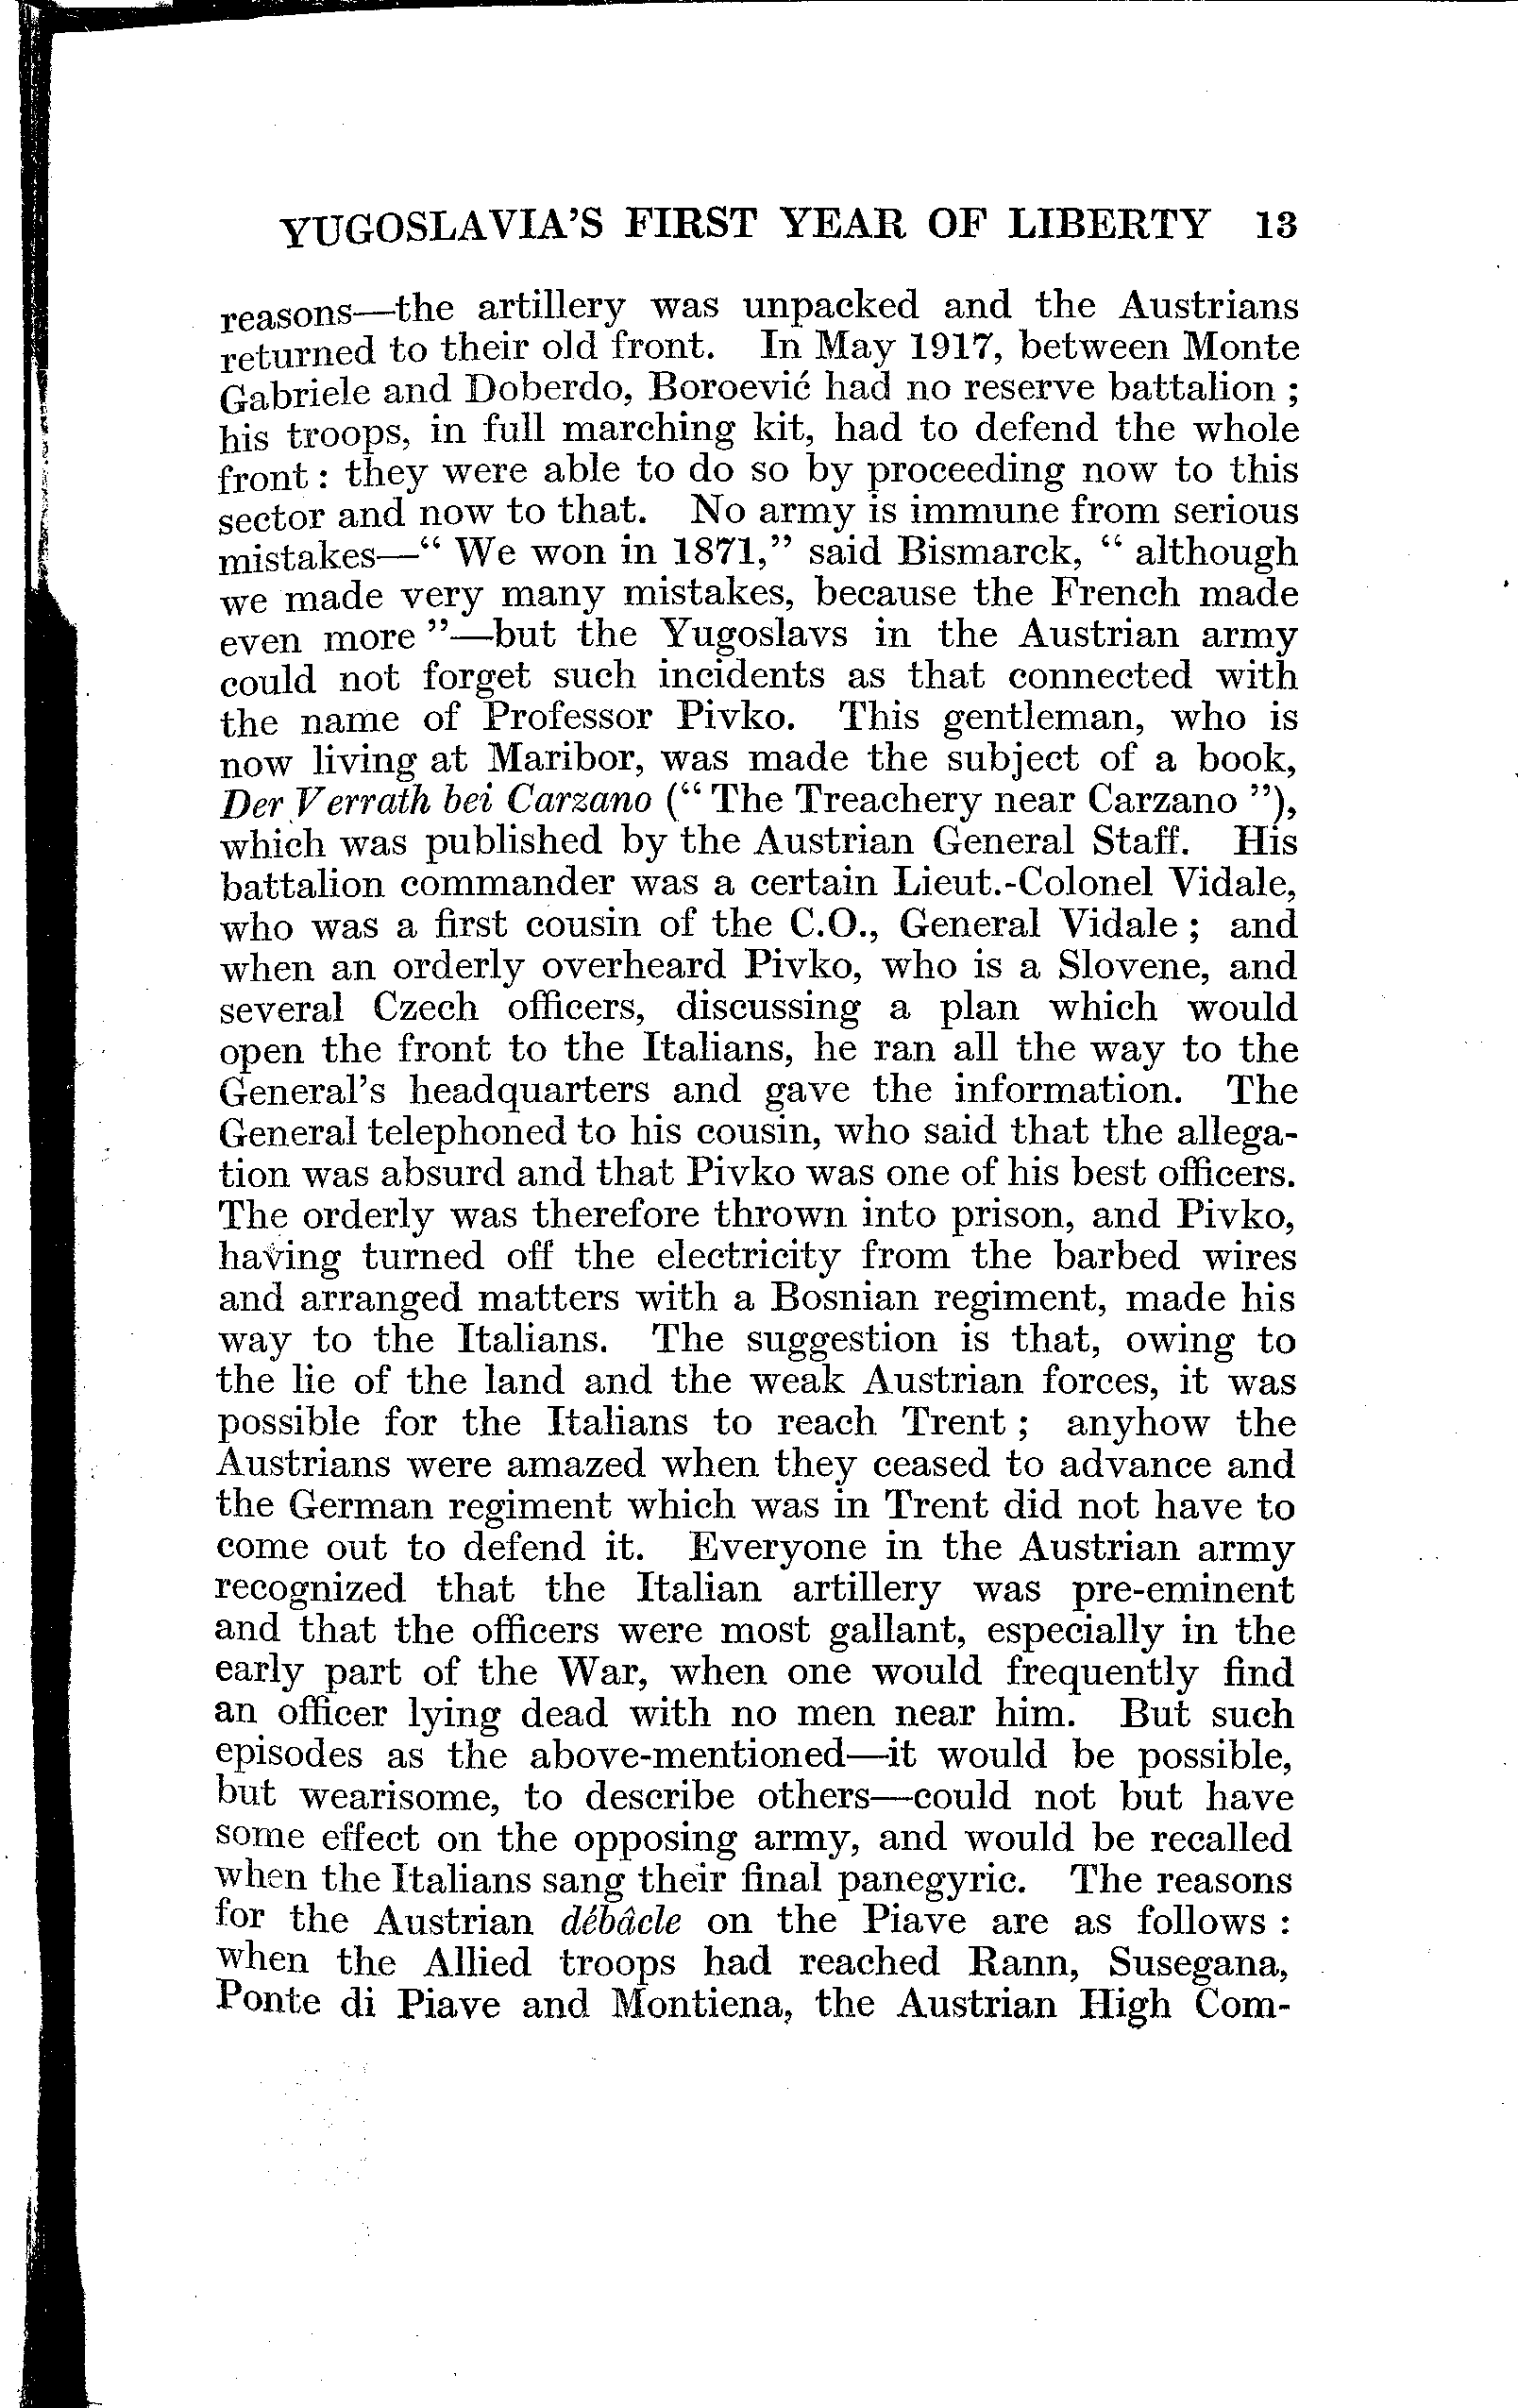 YUGOSLAVIA'S FIRST YEAR OF LIBERTY 13
reasons—the artillery was unpacked and the Austrians
returned to their old front. In May 1917, between Monte
Gabriele and Doberdo, Boroević had no reserve battalion ;
his troops, in full marching kit, had to defend the whole
front : they were able to do so by proceeding now to this
sector and now to that. No army is immune from serious
mistakes—“ We won in 1871,” said Bismarck, “ although
we made very many mistakes, because the French made
even more ”—but the Yugoslavs in the Austrian army
could not forget such incidents as that connected with
the name of Professor Pivko. This gentleman, who is
now living at Maribor, was made the subject of a book,
Der Verrath bei Carzano (“ The Treachery near Carzano ”),
which was published by the Austrian General Staff. His
battalion commander was a certain Lieut.-Colonel Vidale,
who was a first cousin of the C.O., General Vidale ; and
when an orderly overheard Pivko, who is a Slovene, and
several Czech officers, discussing a plan which would
open the front to the Italians, he ran all the way to the
General's headquarters and gave the information. The
General telephoned to his cousin, who said that the allega-
tion was absurd and that Pivko was one of his best officers.
The orderly was therefore thrown into prison, and Pivko,
having turned off the electricity from the barbed wires
and arranged matters with a Bosnian regiment, made his
way to the Italians. The suggestion is that, owing to
the lie of the land and the weak Austrian forces, it was
possible for the Italians to reach Trent ; anyhow the
Austrians were amazed when they ceased to advance and
the German regiment which was in Trent did not have to
come out to defend it. Everyone in the Austrian army
recognized that the Italian artillery was pre-eminent
and that the officers were most gallant, especially in the
early part of the War, when one would frequently find
an officer lying dead with no men near him. But such
episodes as the above-mentioned—it would be possible,
but wearisome, to describe others—could not but have
some effect on the opposing army, and would be recalled
when the Italians sang their final panegyric. The reasons
for the Austrian débâcle on the Piave are as follows :
when the Allied troops had reached Rann, Susegana,
Ponte di Piave and Montiena, the Austrian High Com-